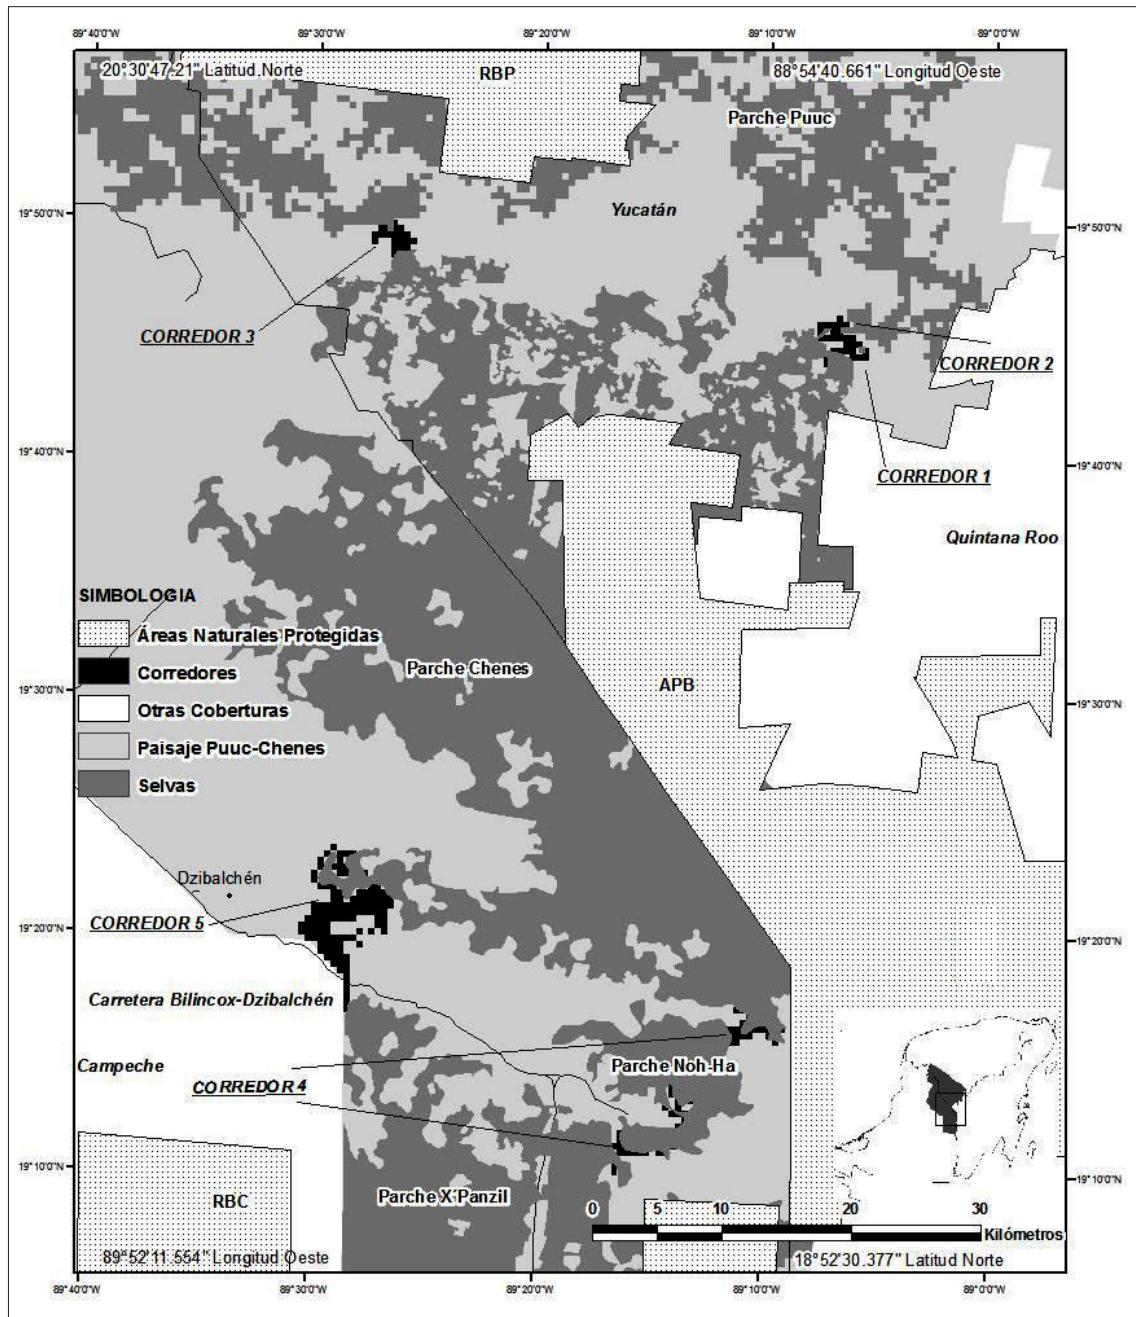 89°40'0"W 89°30'0"W 89°20'0"W 89°10'0"W 89°0'0"W
20°30'47.21" Latitud Norte
RBP
88°54'40.661" Longitud Oeste
Parche Puuc
Yucatán
19°50'0"N
19°50'0"N
CORREDOR 3
CORREDOR 2
19°40'0"N
19°40'0"N
CORREDOR 1
Quintana Roo
SIMBOLOGIA
Áreas Naturales Protegidas
Corredores
Otras Coberturas
Paisaje Puuc-Chenes
Selvas
Parche Chenes
APB
19°30'0"N
19°30'0"N
Dzibalchén
CORREDOR 5
19°20'0"N
19°20'0"N
Carretera Bilincox-Dzibalchén
Campeche
Parche Noh-Ha
CORREDOR 4
19°10'0"N
19°10'0"N
Parche X Panzil
RBC
0 5 10 20 30
Kilómetros
89°52'11.554" Longitud Oeste
18°52'30.377" Latitud Norte
89°40'0"W 89°30'0"W 89°20'0"W 89°10'0"W 89°0'0"W